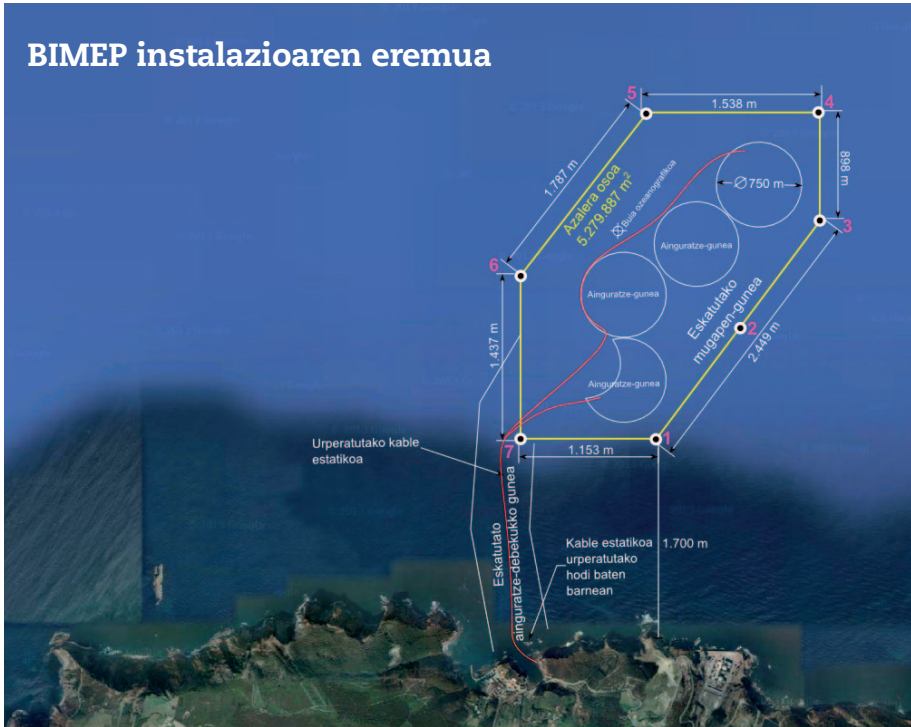 BIMEP instalazioaren eremua
5
1.538 m
4
1.787 m
Azalera osoa
5.279.887 m²
Buia ozeanografikoa
∅ 750 m
898 m
3
Ainguratze-gunea
6
Ainguratze-gunea
Eskatutako
mugapen-gunea
2
2.449 m
1.437 m
Ainguratze-gunea
Urperatutako kable
estatikoa
7
1.153 m
1
Eskatutato
ainguratze-debekukko gunea
Kable estatikoa
urperatutako
hodi baten
barnean
1.700 m